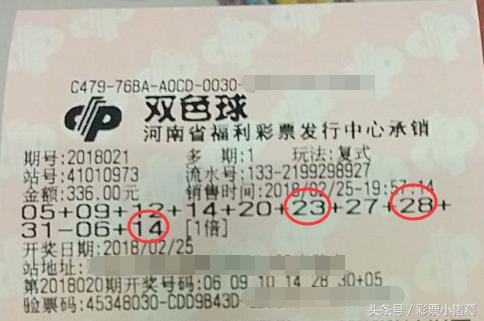 C479-76BA-A0CD-0030-
双色球
河南省福利彩票发行中心承销
期号:2018021 多期:1 玩法:复式
站号:41010973 流水号:133-2199298927
金额:336.00元 销售时间:2018/02/25-19:57:14
05+09+12+14+20+23+27+28+
31-06+14 [1倍]
开奖日期:2018/02/25
站地址:
第2018020期开奖号码:06 09 10 14 28 30+05
验票码:45348030-CDD9B43D-
头条号 / 彩票小诸葛